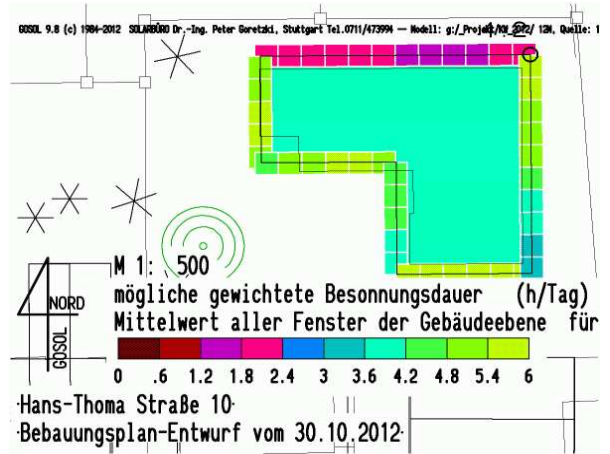 GOSOL 9.8 (c) 1984-2012 SOLARBÜRO Dr.-Ing. Peter Goretzki, Stuttgart Tel.0711/473994 -- Modell: g:/_Projekt/KW_2072/ 12M, Quelle: 1
M 1: 500
mögliche gewichtete Besonnungsdauer (h/Tag)
NORD
Mittelwert aller Fenster der Gebäudeebene für
GOSOL
0 .6 1.2 1.8 2.4 3 3.6 4.2 4.8 5.4 6
Hans-Thoma Straße 10
Bebauungsplan-Entwurf vom 30.10.2012